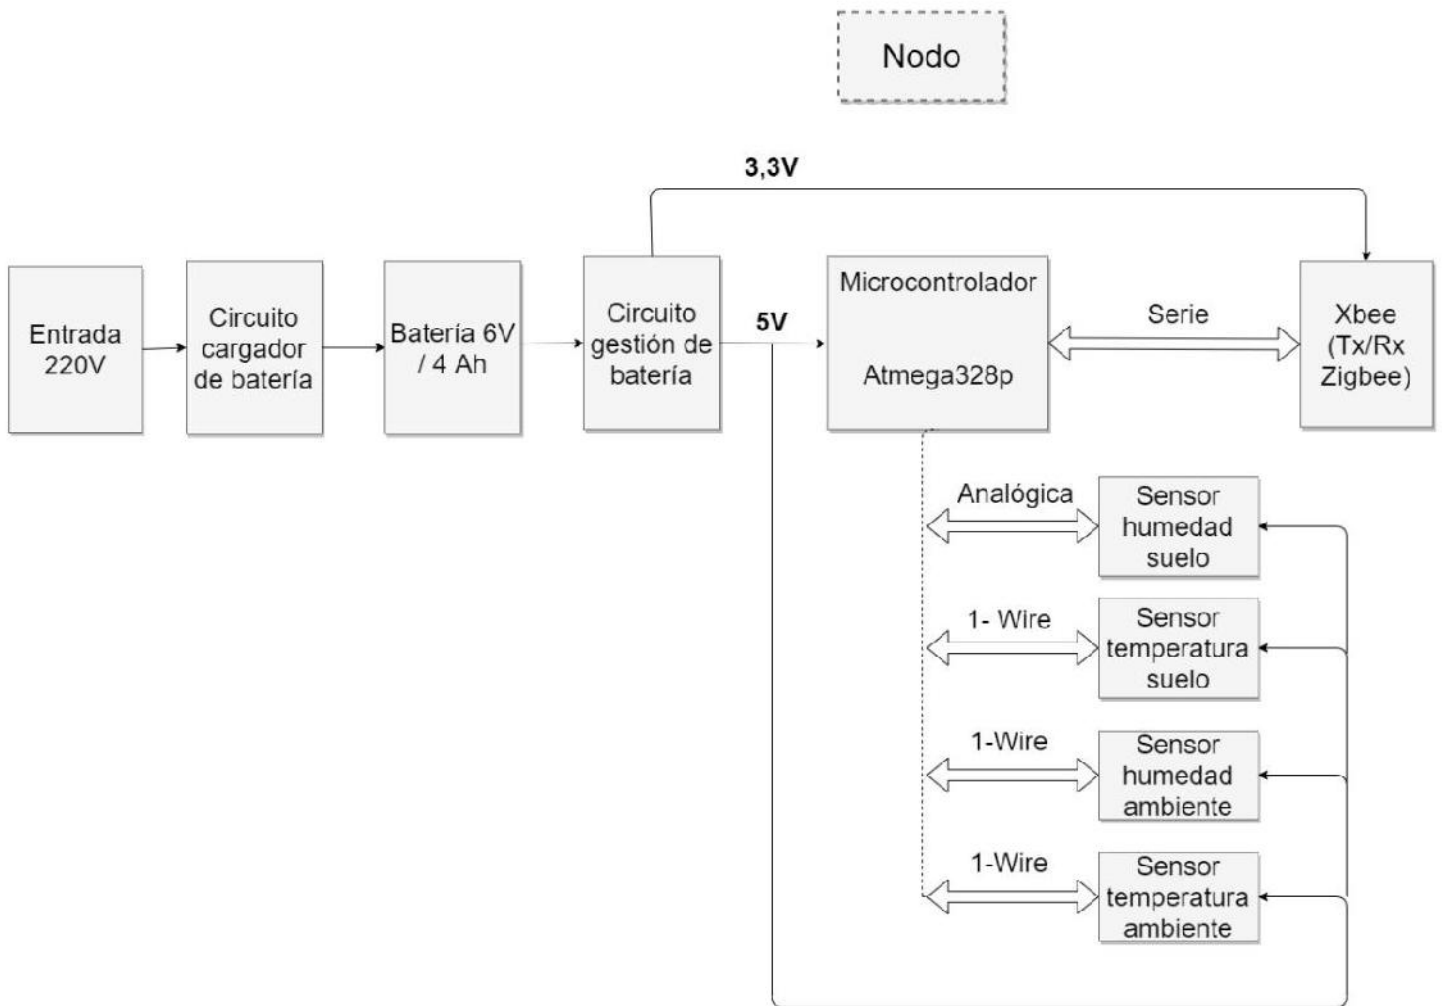 Nodo
3,3V
Entrada
220V
Circuito
cargador
de batería
Batería 6V
/ 4 Ah
Circuito
gestión de
batería
5V
Microcontrolador
Atmega328p
Serie
Xbee
(Tx/Rx
Zigbee)
Analógica
Sensor
humedad
suelo
1- Wire
Sensor
temperatura
suelo
1-Wire
Sensor
humedad
ambiente
1-Wire
Sensor
temperatura
ambiente